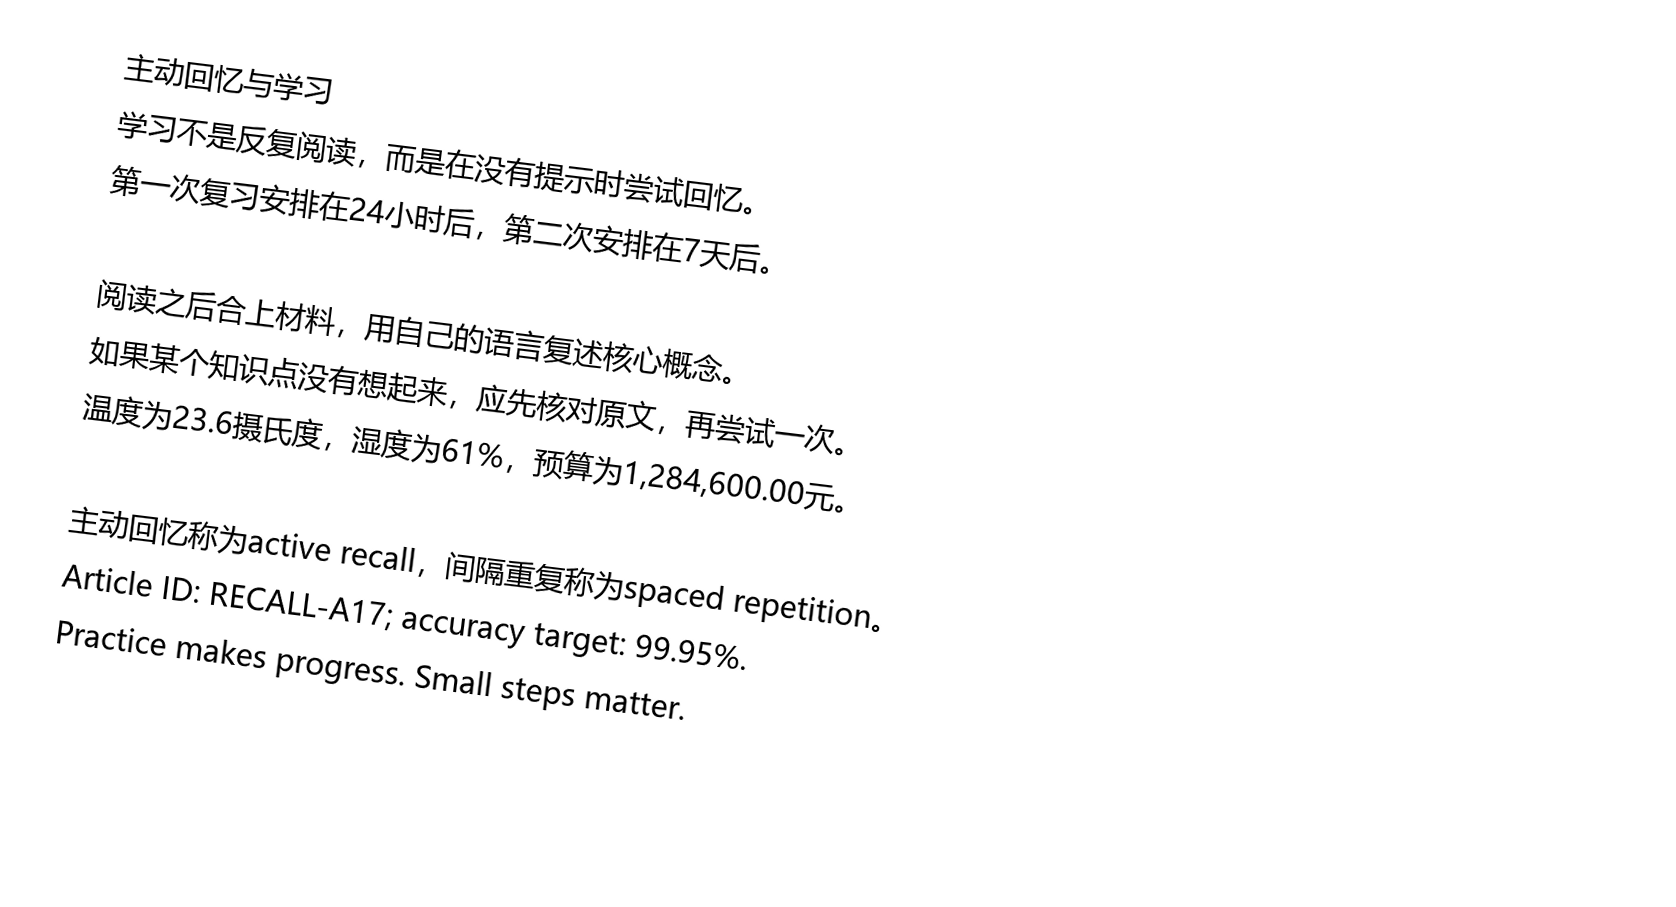 主动回忆与学习
学习不是反复阅读，而是在没有提示时尝试回忆。
第一次复习安排在24小时后，第二次安排在7天后。
阅读之后合上材料，用自己的语言复述核心概念。
如果某个知识点没有想起来，应先核对原文，再尝试一次。
温度为23.6摄氏度，湿度为61%，预算为1,284,600.00元。
主动回忆称为active recall，间隔重复称为spaced repetition。
Article ID: RECALL-A17; accuracy target: 99.95%.
Practice makes progress. Small steps matter.